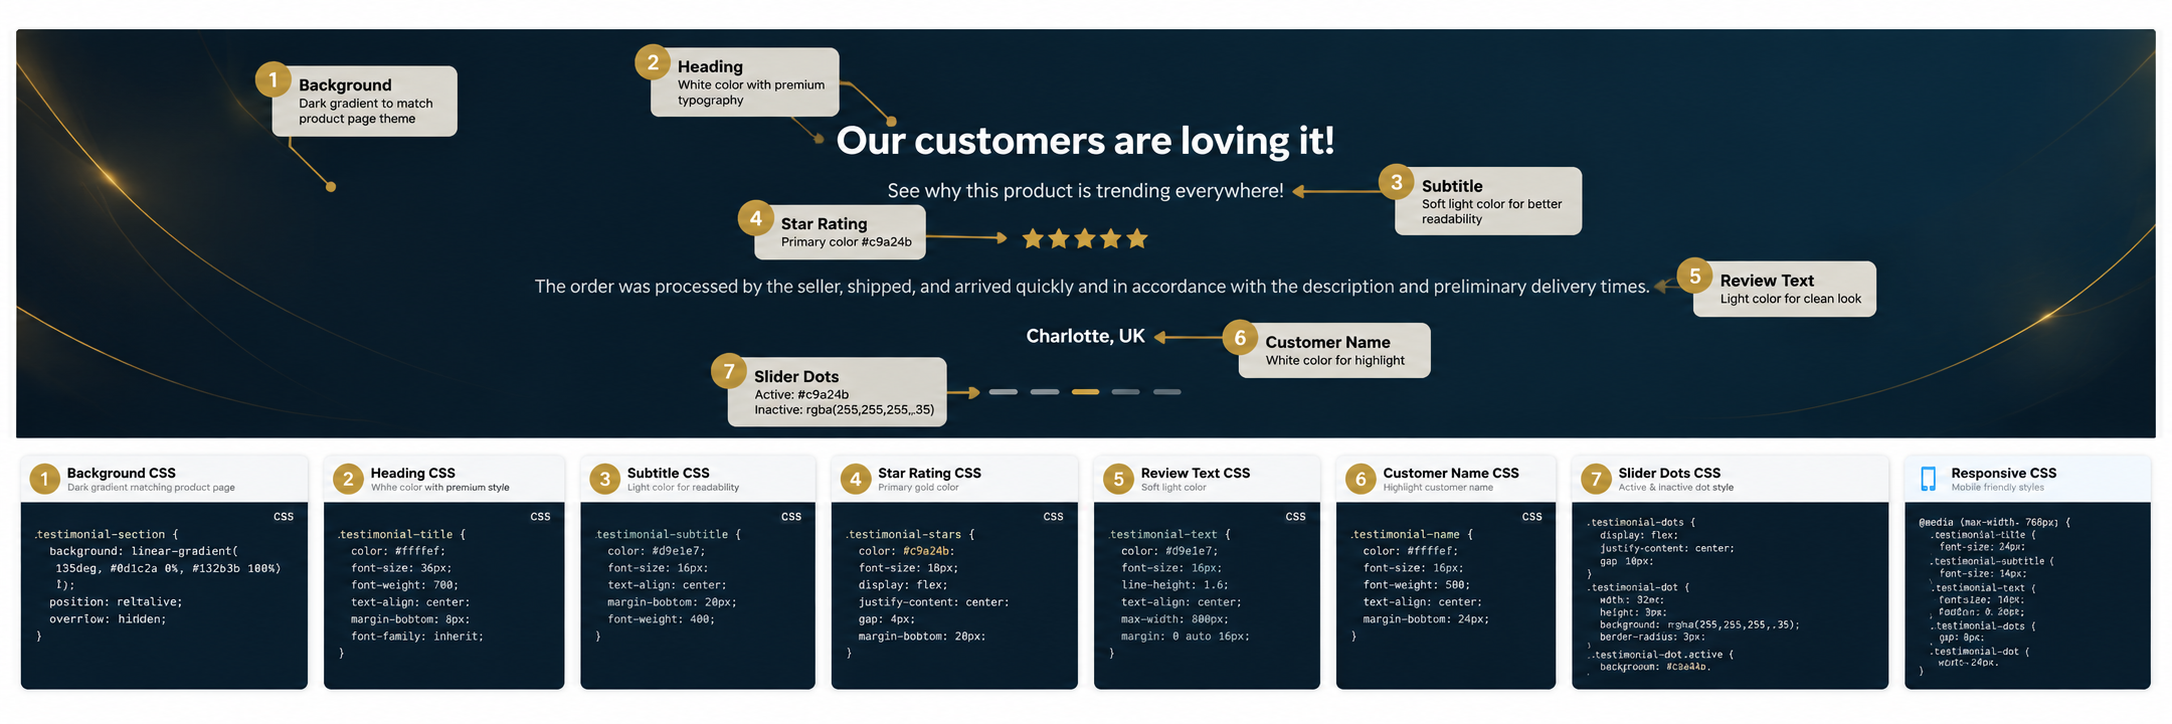 1
Background
Dark gradient to match
product page theme
2
Heading
White color with premium
typography
Our customers are loving it!
See why this product is trending everywhere!
3
Subtitle
Soft light color for better
readability
4
Star Rating
Primary color #c9a24b
The order was processed by the seller, shipped, and arrived quickly and in accordance with the description and preliminary delivery times.
5
Review Text
Light color for clean look
Charlotte, UK
6
Customer Name
White color for highlight
7
Slider Dots
Active: #c9a24b
Inactive: rgba(255,255,255,.35)
1
Background CSS
Dark gradient matching product page
CSS
.testimonial-section {
background: linear-gradient(
135deg, #0d1c2a 0%, #132b3b 100%)
);
position: reltalive;
overrlow: hidden;
}
2
Heading CSS
Whhe color with premium style
CSS
.testimonial-title {
color: #ffffef;
font-size: 36px;
font-weight: 700;
text-align: center;
margin-bobtom: 8px;
font-family: inherit;
}
3
Subtitle CSS
Light color for readability
CSS
.testimonial-subtitle {
color: #d9e1e7;
font-size: 16px;
text-align: center;
margin-bobtom: 20px;
font-weight: 400;
}
4
Star Rating CSS
Primary gold color
CSS
.testimonial-stars {
color: #c9a24b:
font-size: 18px;
display: flex;
justify-content: center;
gap: 4px;
margin-bobtom: 20px;
}
5
Review Text CSS
Soft light color
CSS
.testimonial-text {
color: #d9e1e7;
font-size: 16px;
line-height: 1.6;
text-align: center;
max-width: 800px;
margin: 0 auto 16px;
}
6
Customer Name CSS
Highlight customer name
CSS
.testimonial-name {
color: #ffffef;
font-size: 16px;
font-weight: 500;
text-align: center;
margin-bobtom: 24px;
}
7
Slider Dots CSS
Active & Inactive dot style
.testimonial-dots {
display: flex;
justify-content: center;
gap 10px;
}
.testimonial-dot {
height: 3px;
background: rgba(255,255,255,.35);
berder-radius: 3px;
}
.testimonial-dot.active {
Responsive CSS
Mobile friendly styles
@media (max-width. 768px) {
.testimonial-title {
font-size: 24px;
.testimonial-subtitle {
font-size: 14px;
.testimonial-text {
.testimonial-dots {
gap: 8px;
.testimonial-dot {
}